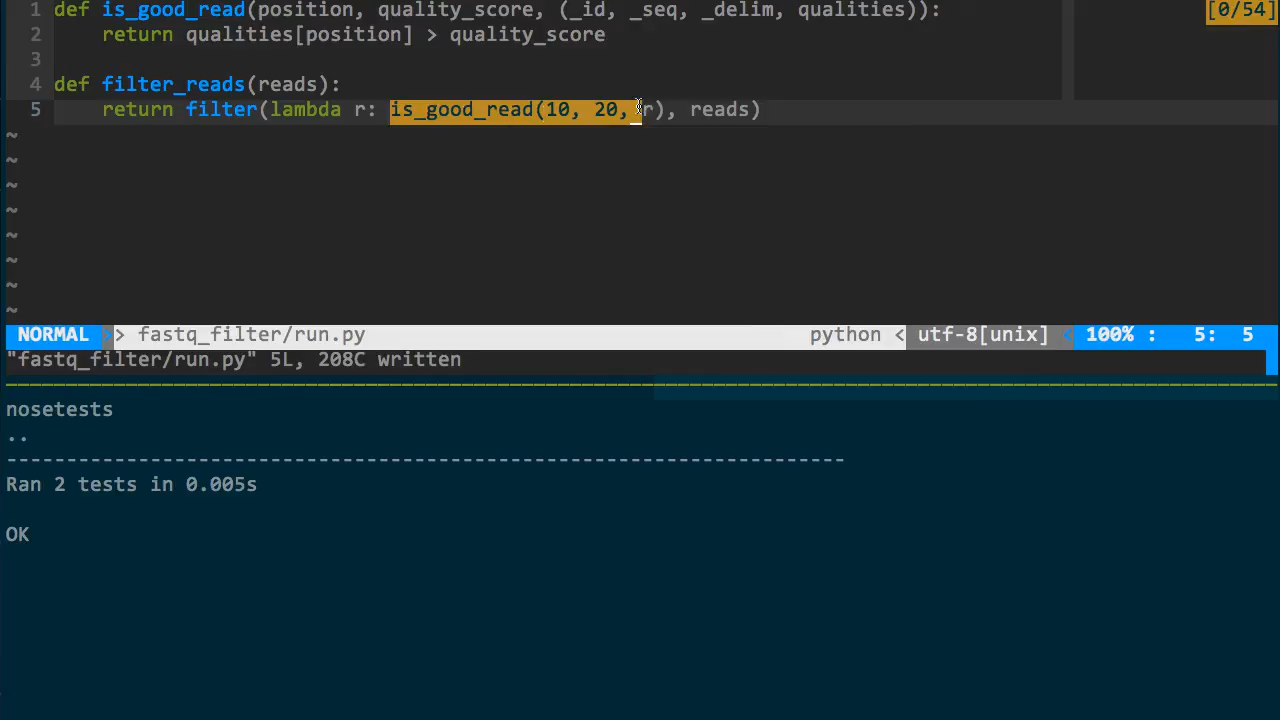 1 def is_good_read(position, quality_score, (_id, _seq, _delim, qualities)): [0/54]
2     return qualities[position] > quality_score
3
4 def filter_reads(reads):
5     return filter(lambda r: is_good_read(10, 20, r), reads)
~
~
~
~
~
~
~
~
NORMAL >> fastq_filter/run.py python < utf-8[unix] < 100% : 5: 5
"fastq_filter/run.py" 5L, 208C written
nosetests
..
----------------------------------------------------------------------
Ran 2 tests in 0.005s
OK